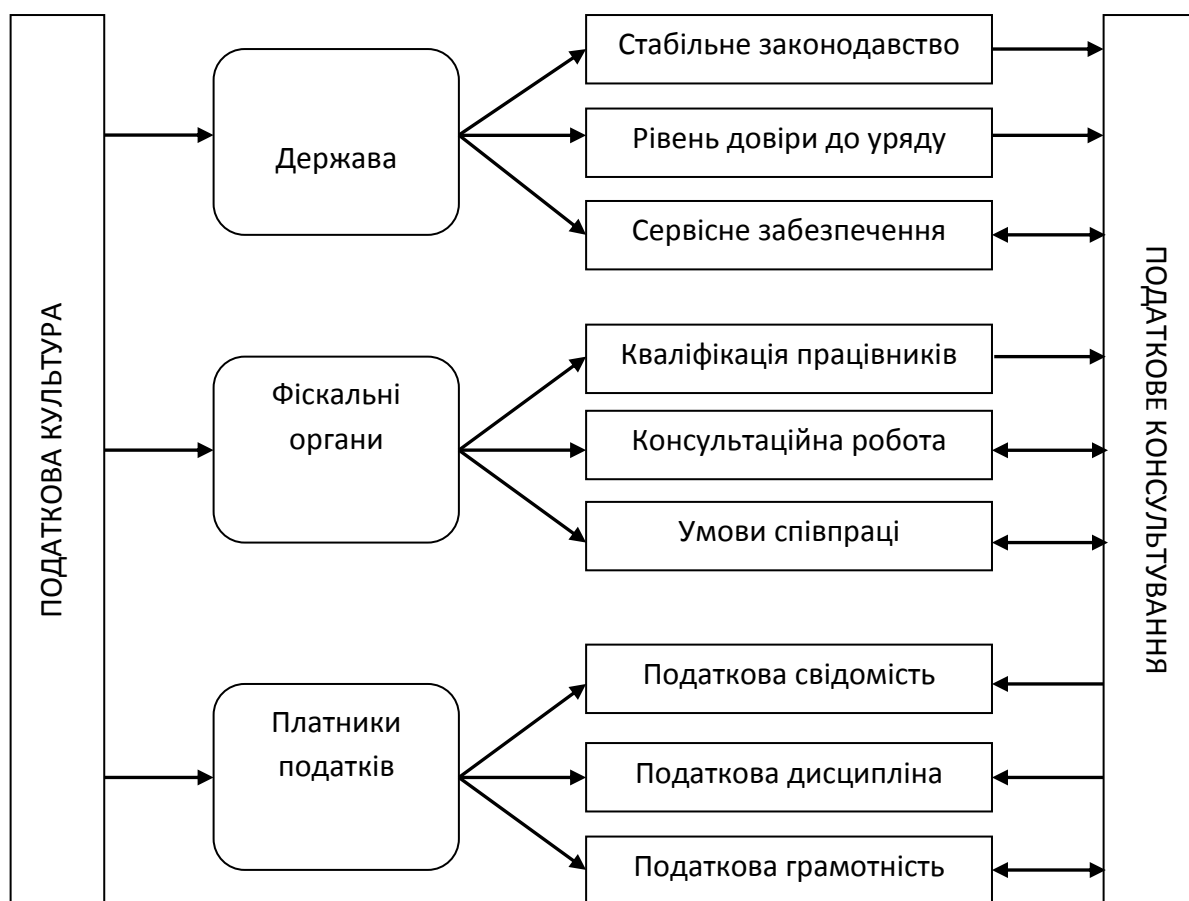 ПОДАТКОВА КУЛЬТУРА
Держава
Стабільне законодавство
Рівень довіри до уряду
Сервісне забезпечення
Фіскальні
органи
Кваліфікація працівників
Консультаційна робота
Умови співпраці
Платники
податків
Податкова свідомість
Податкова дисципліна
Податкова грамотність
ПОДАТКОВЕ КОНСУЛЬТУВАННЯ